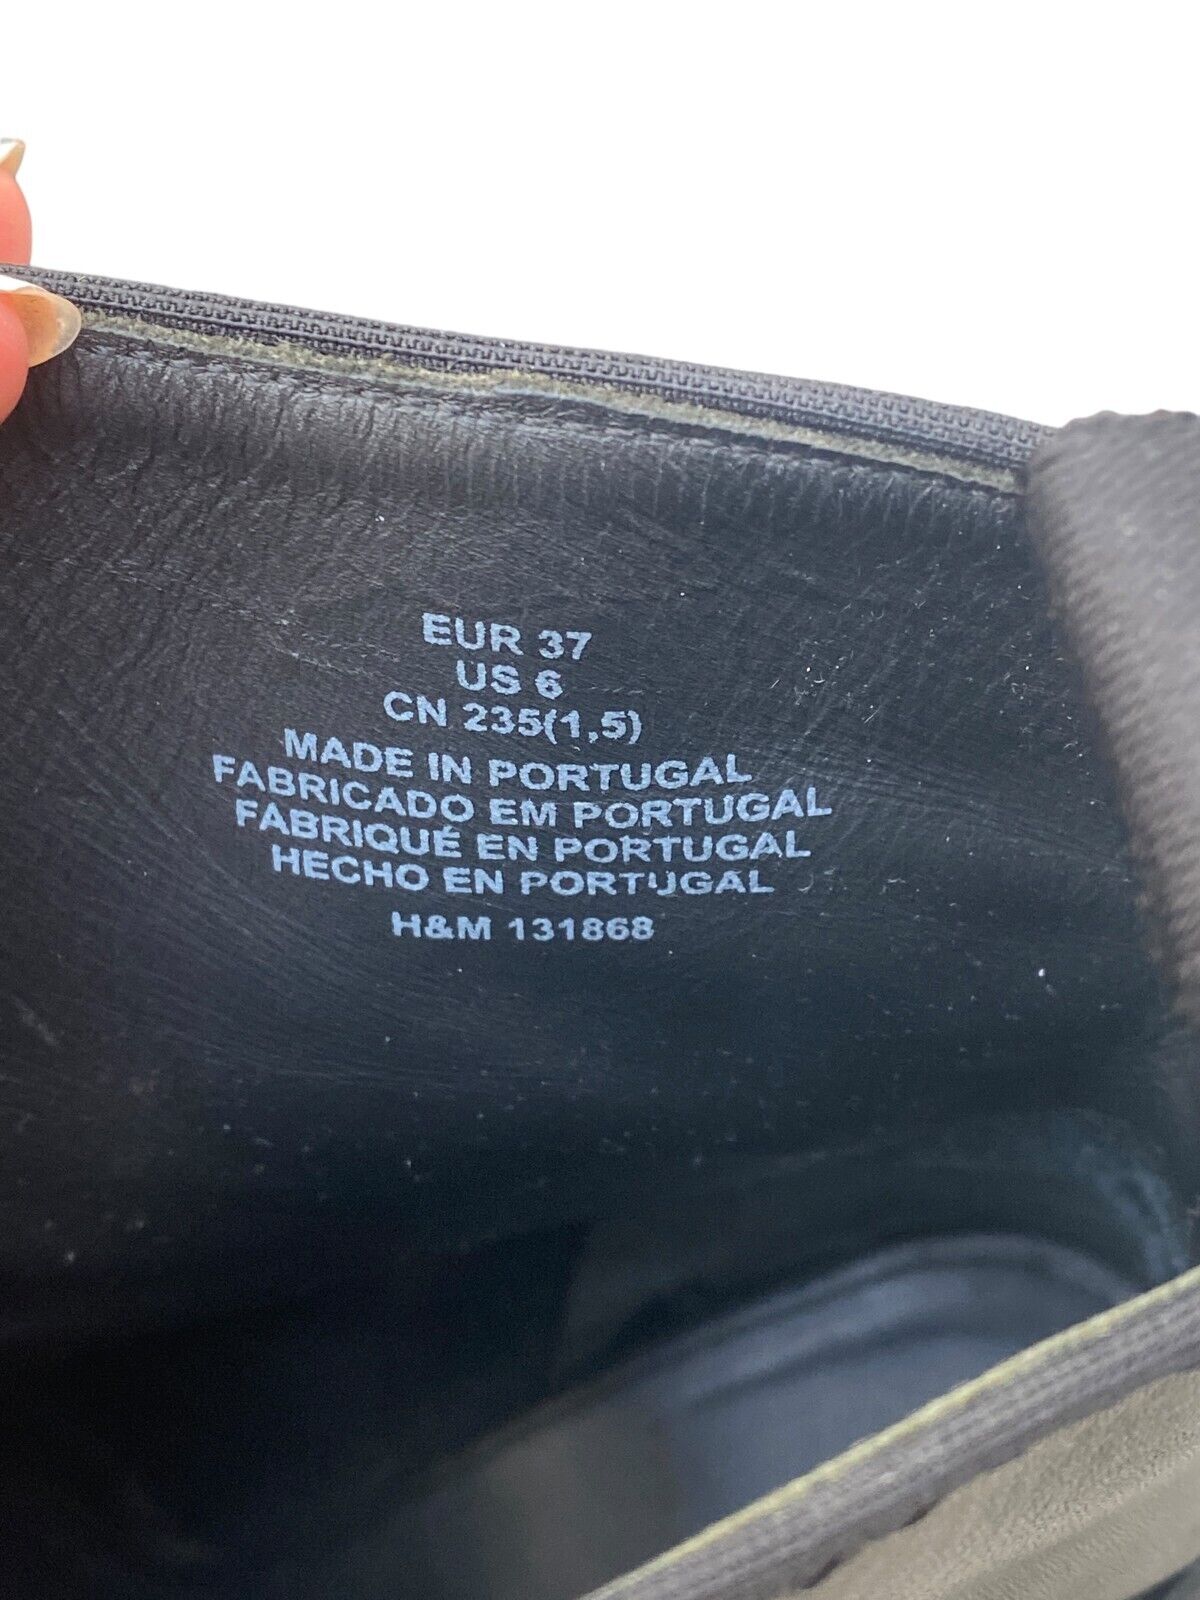 EUR 37
US 6
CN 235(1,5)
MADE IN PORTUGAL
FABRICADO EM PORTUGAL
FABRIQUÉ EN PORTUGAL
HECHO EN PORTUGAL
H&M 131868